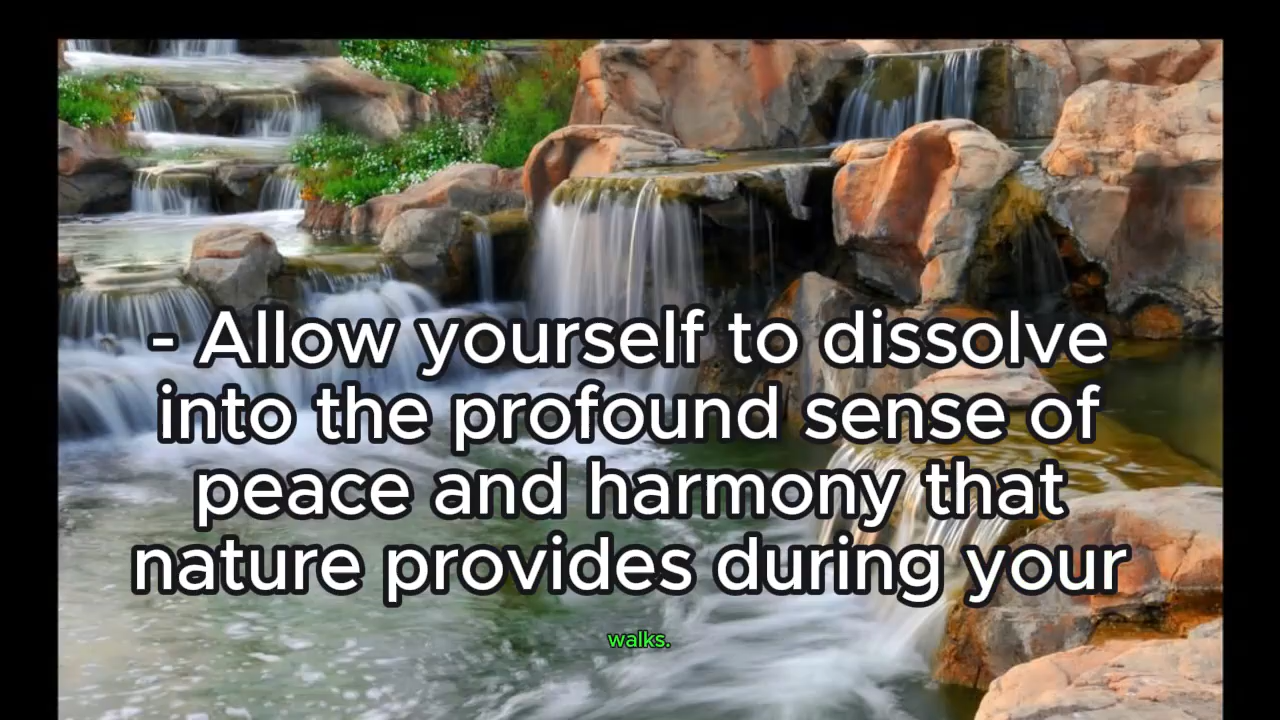 - Allow yourself to dissolve
into the profound sense of
peace and harmony that
nature provides during your
walks.